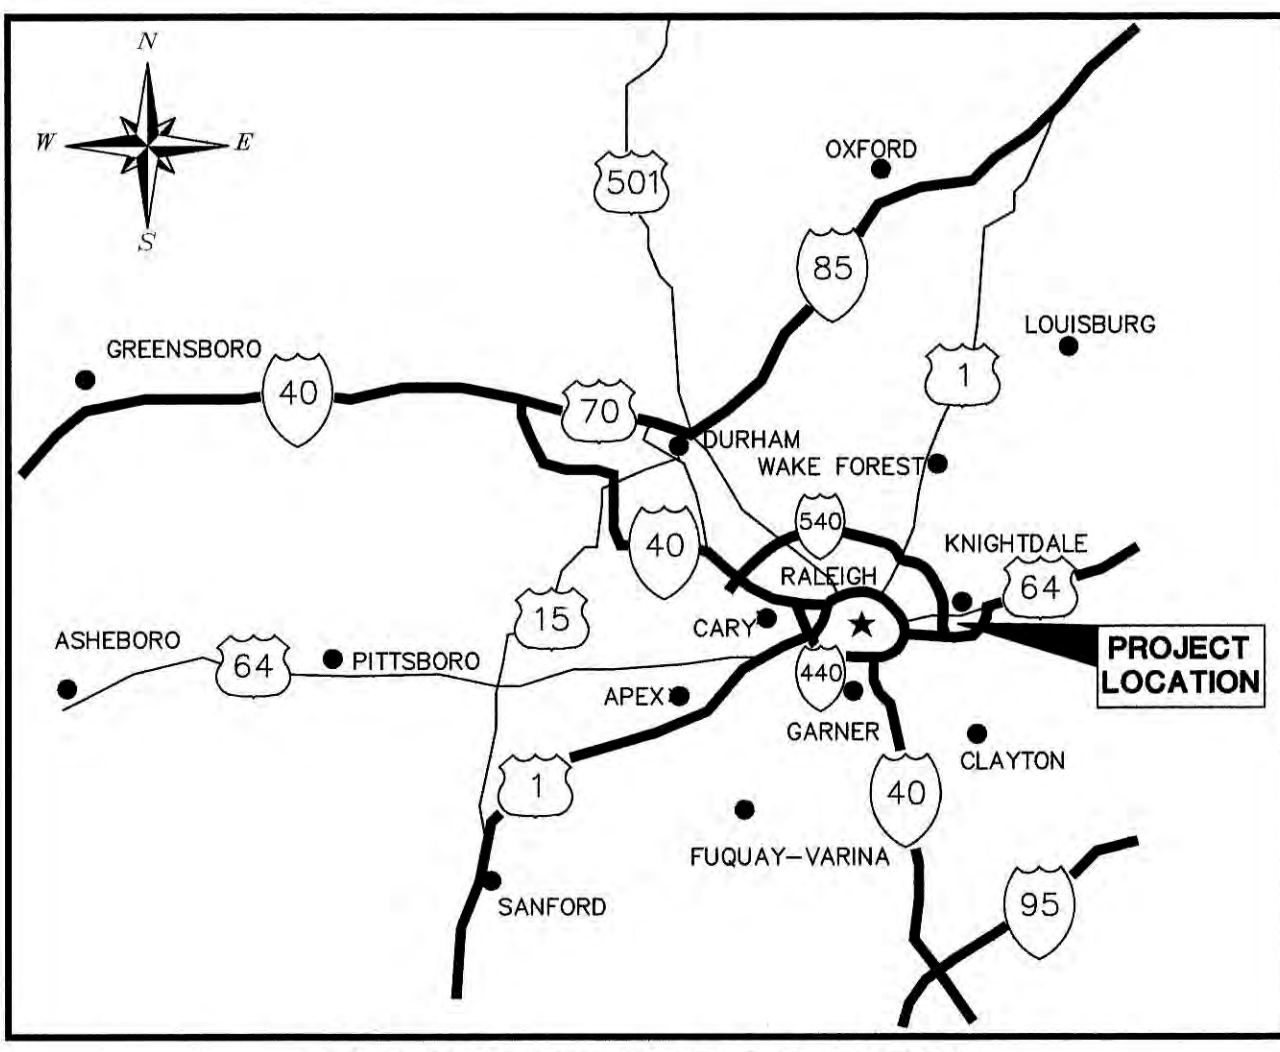 N
W E
S
501
OXFORD
85
LOUISBURG
GREENSBORO
40
1
70
DURHAM
WAKE FOREST
540
KNIGHTDALE
40
RALEIGH
64
15
CARY
ASHEBORO
64
PITTSBORO
PROJECT
LOCATION
440
APEX
GARNER
CLAYTON
1
40
FUQUAY-VARINA
95
SANFORD